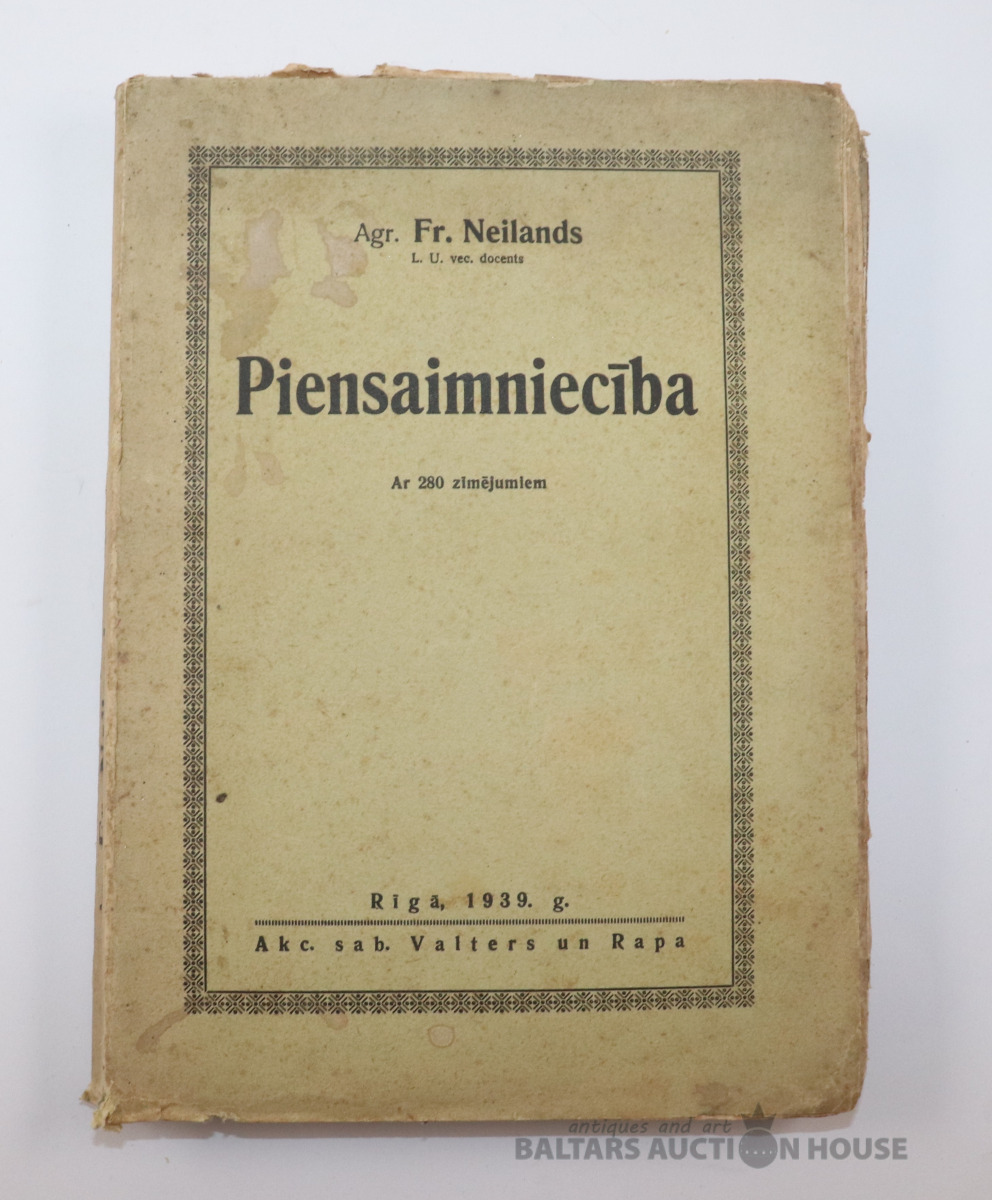 Agr. Fr. Neilands
L. U. vec. docents
Piensaimniecība
Ar 280 zīmējumiem
Rīgā, 1939. g.
Akc. sab. Valters un Rapa
antiques and art
BALTARS AUCTION HOUSE